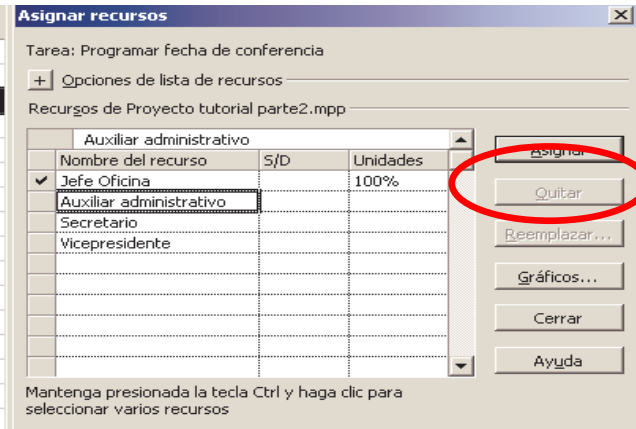 Asignar recursos
Tarea: Programar fecha de conferencia
+ Opciones de lista de recursos
Recursos de Proyecto tutorial parte2.mpp
Auxiliar administrativo
Nombre del recurso S/D Unidades
Jefe Oficina 100%
Auxiliar administrativo
Secretario
Vicepresidente
Asignar
Quitar
Reemplazar...
Gráficos...
Cerrar
Ayuda
Mantenga presionada la tecla Ctrl y haga clic para
seleccionar varios recursos